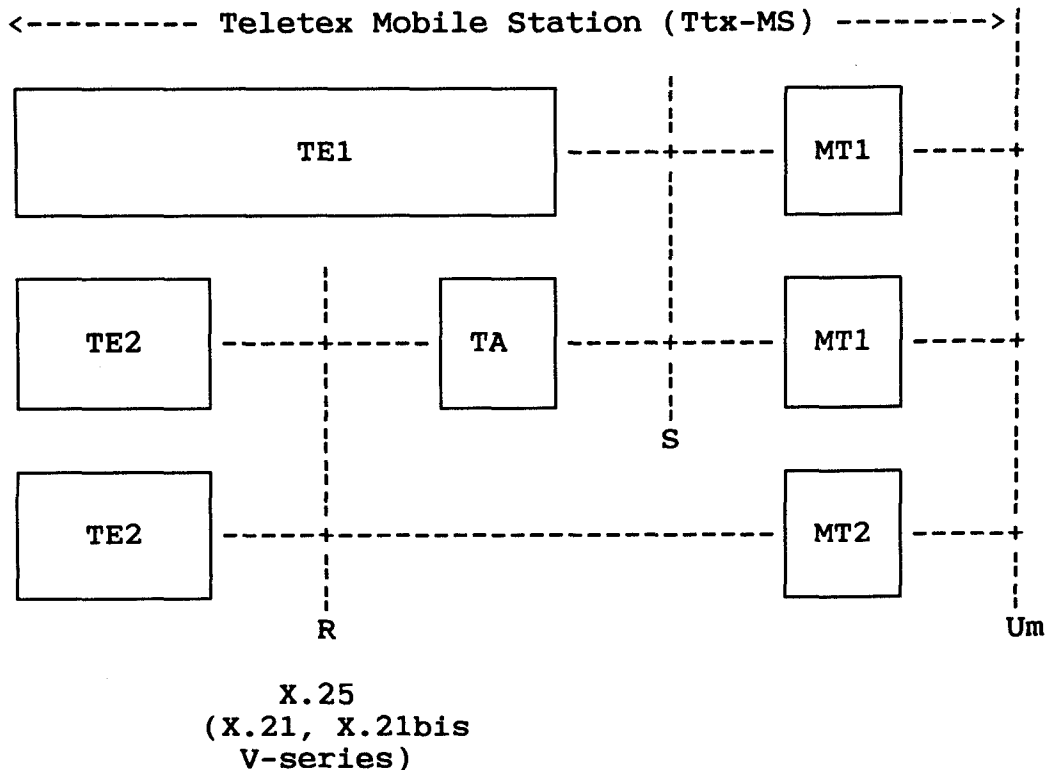 <--------- Teletex Mobile Station (Ttx-MS) -------->
TE1 MT1
TE2 TA MT1
S
TE2 MT2
R Um
X.25
(X.21, X.21bis
V-series)